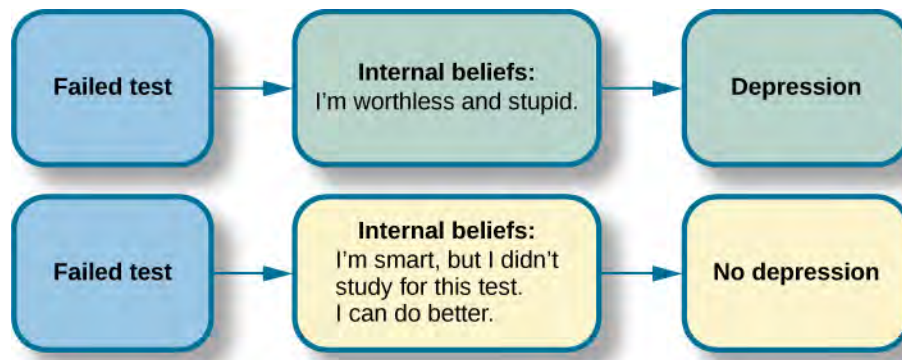 Failed test
Internal beliefs:
I'm worthless and stupid.
Depression
Failed test
Internal beliefs:
I'm smart, but I didn't
study for this test.
I can do better.
No depression